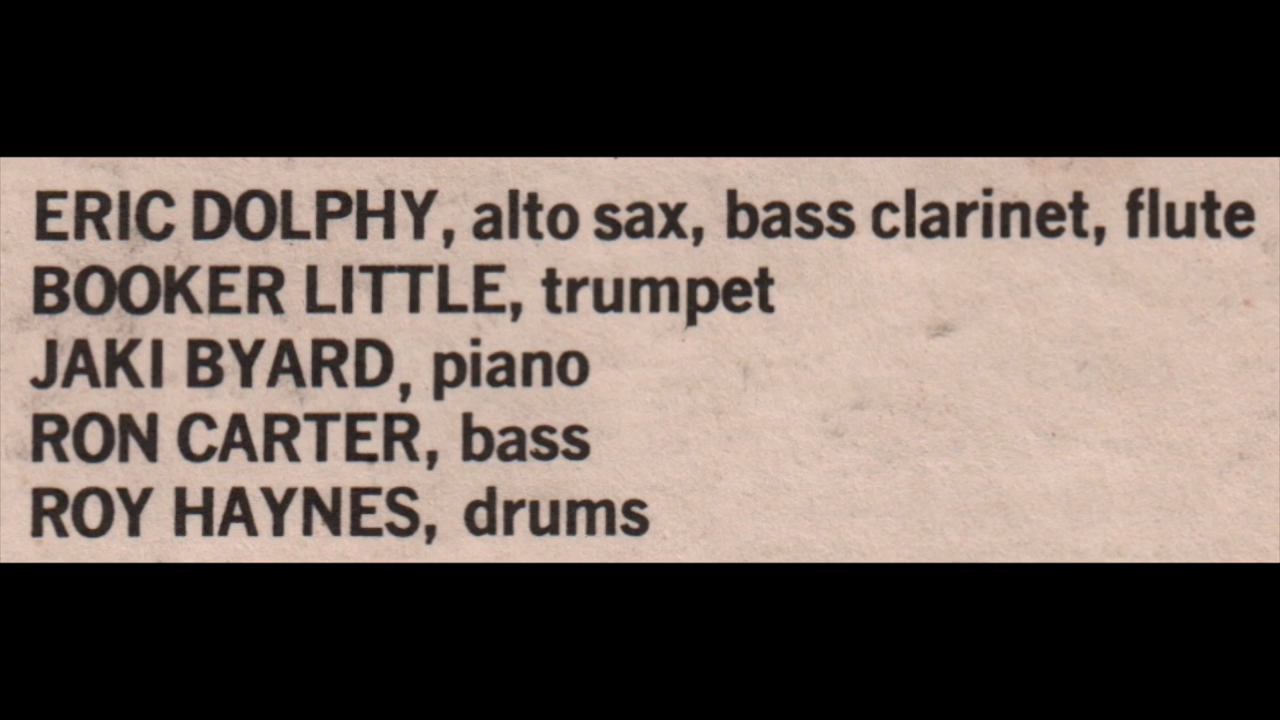 ERIC DOLPHY, alto sax, bass clarinet, flute
BOOKER LITTLE, trumpet
JAKI BYARD, piano
RON CARTER, bass
ROY HAYNES, drums